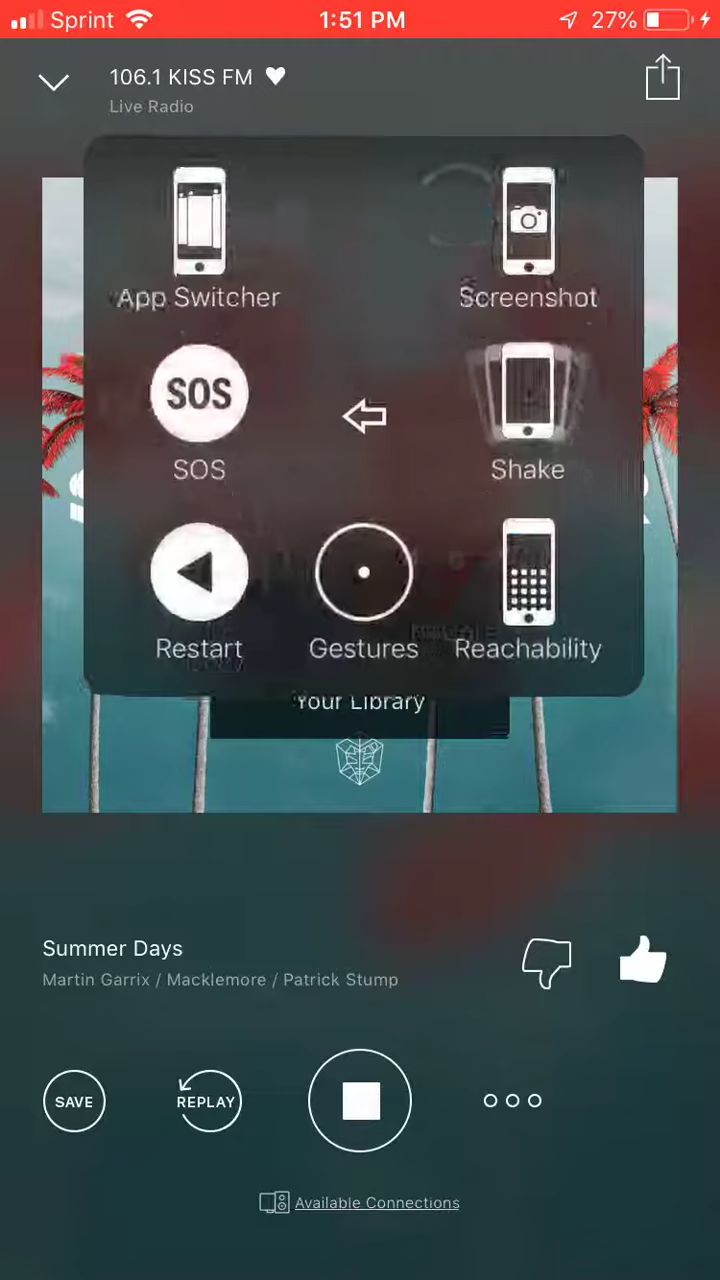 Sprint 1:51 PM 27%
106.1 KISS FM
Live Radio
App Switcher Screenshot
SOS
SOS Shake
Restart Gestures Reachability
Your Library
Summer Days
Martin Garrix / Macklemore / Patrick Stump
SAVE REPLAY
Available Connections